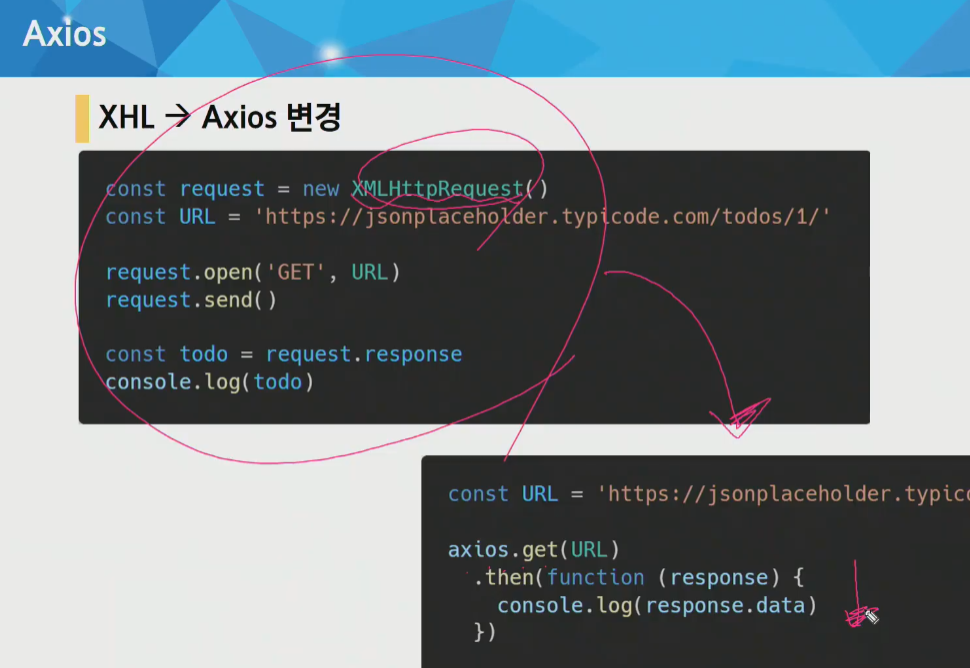 Axios
XHL → Axios 변경
const request = new XMLHttpRequest()
const URL = 'https://jsonplaceholder.typicode.com/todos/1/'
request.open('GET', URL)
request.send()
const todo = request.response
console.log(todo)
const URL = 'https://jsonplaceholder.typic
axios.get(URL)
.then(function (response) {
console.log(response.data)
})